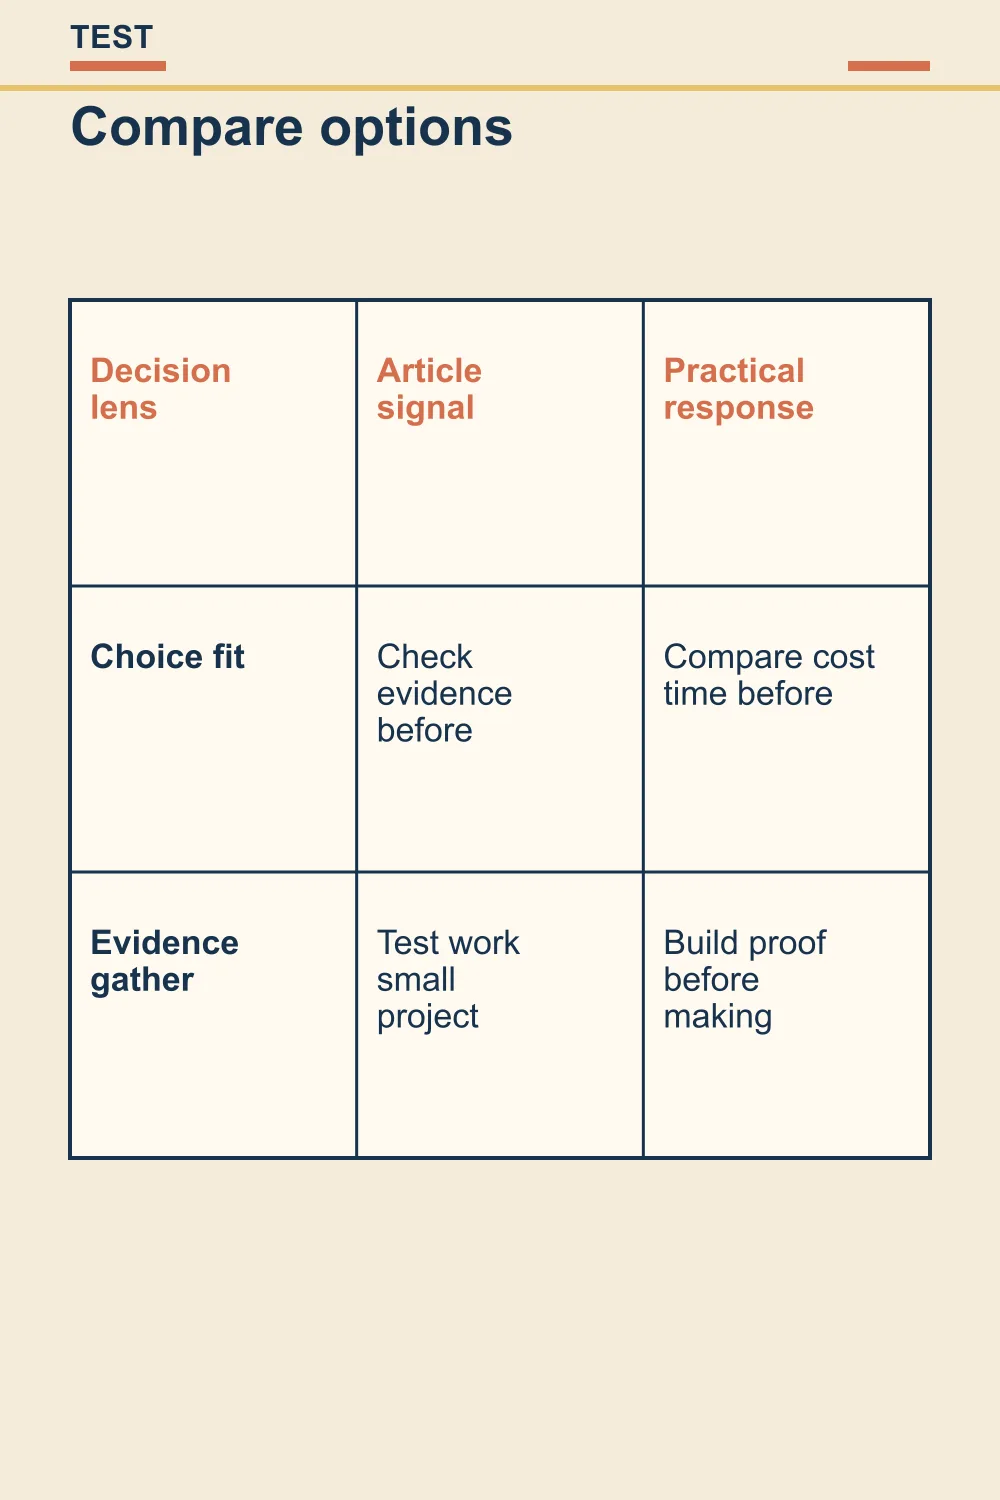 TEST
Compare options
Decision
lens
Article
signal
Practical
response
Choice fit
Check
evidence
before
Compare cost
time before
Evidence
gather
Test work
small
project
Build proof
before
making